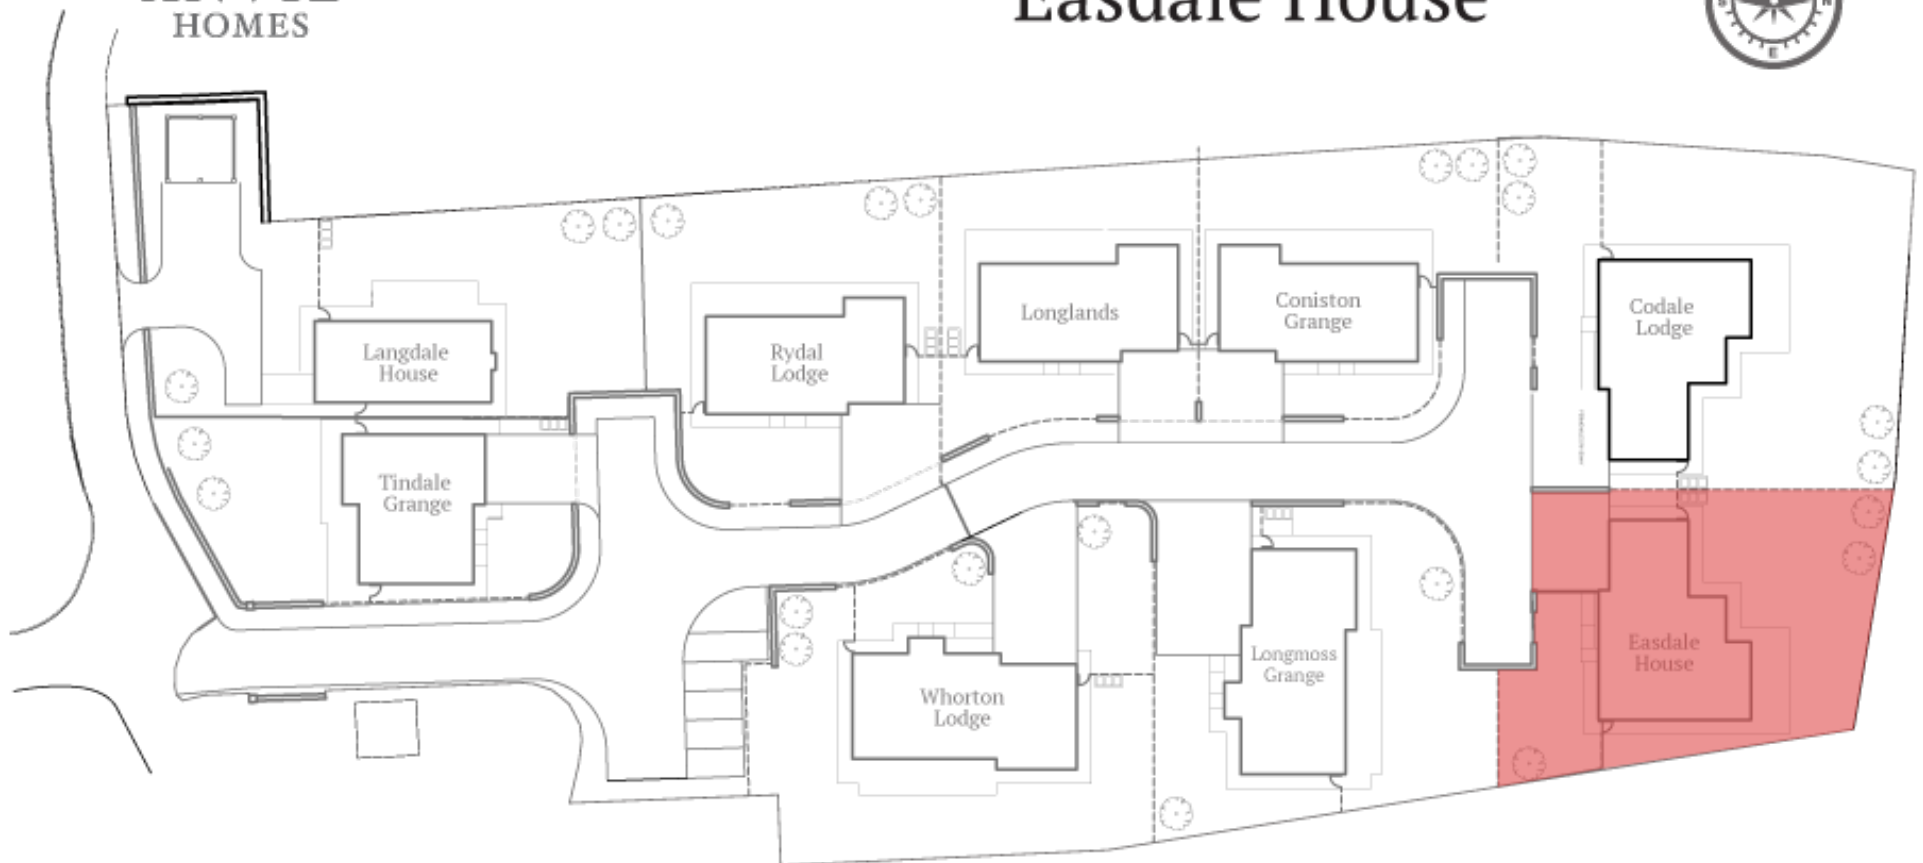 HOMES
Easdale House
E
Longlands
Coniston
Grange
Codale
Lodge
Langdale
House
Rydal
Lodge
Tindale
Grange
Easdale
House
Longmoss
Grange
Whorton
Lodge